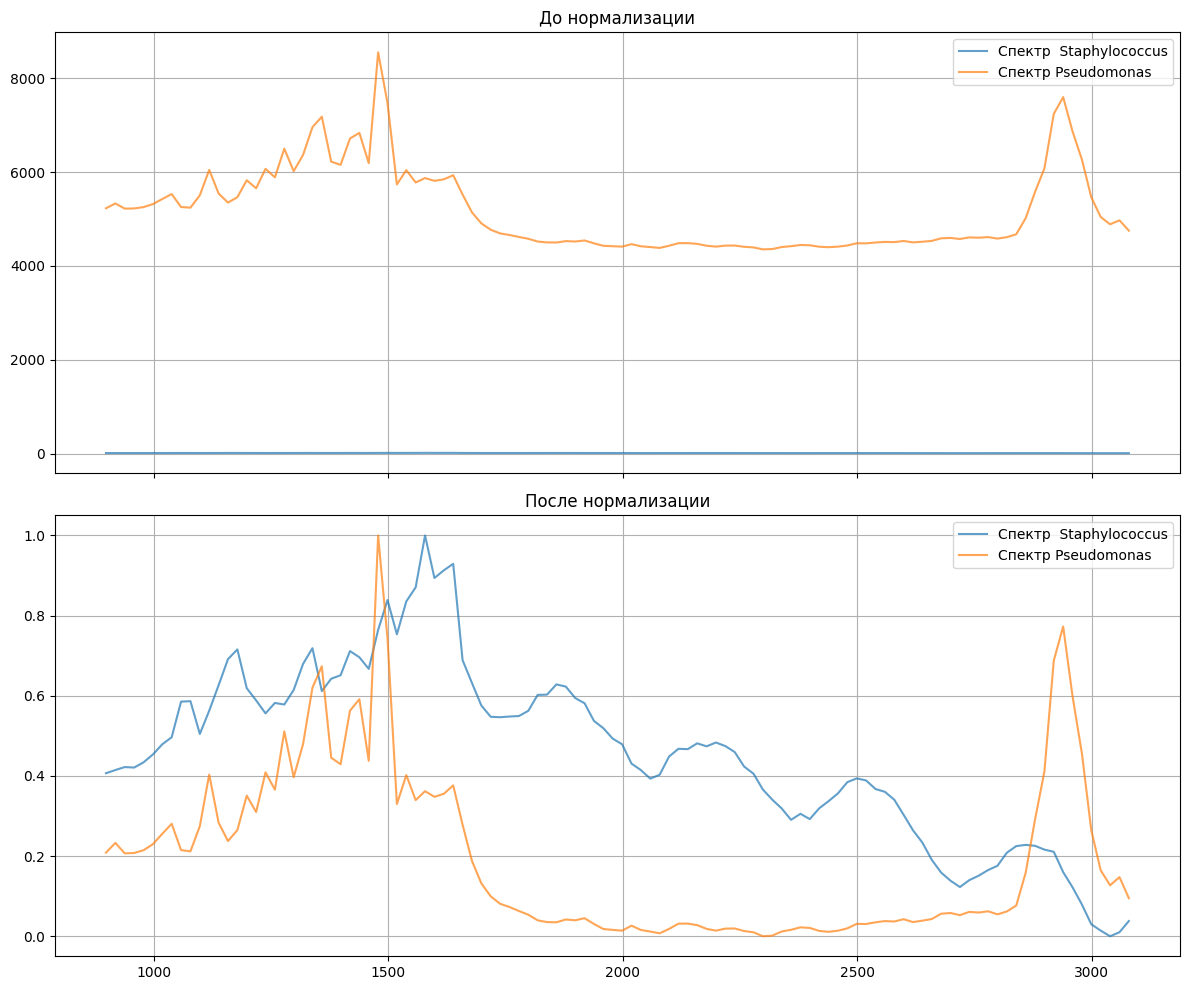 До нормализации
Спектр  Staphylococcus
Спектр Pseudomonas
8000
6000
4000
2000
0
После нормализации
Спектр  Staphylococcus
Спектр Pseudomonas
1.0
0.8
0.6
0.4
0.2
0.0
1000 1500 2000 2500 3000